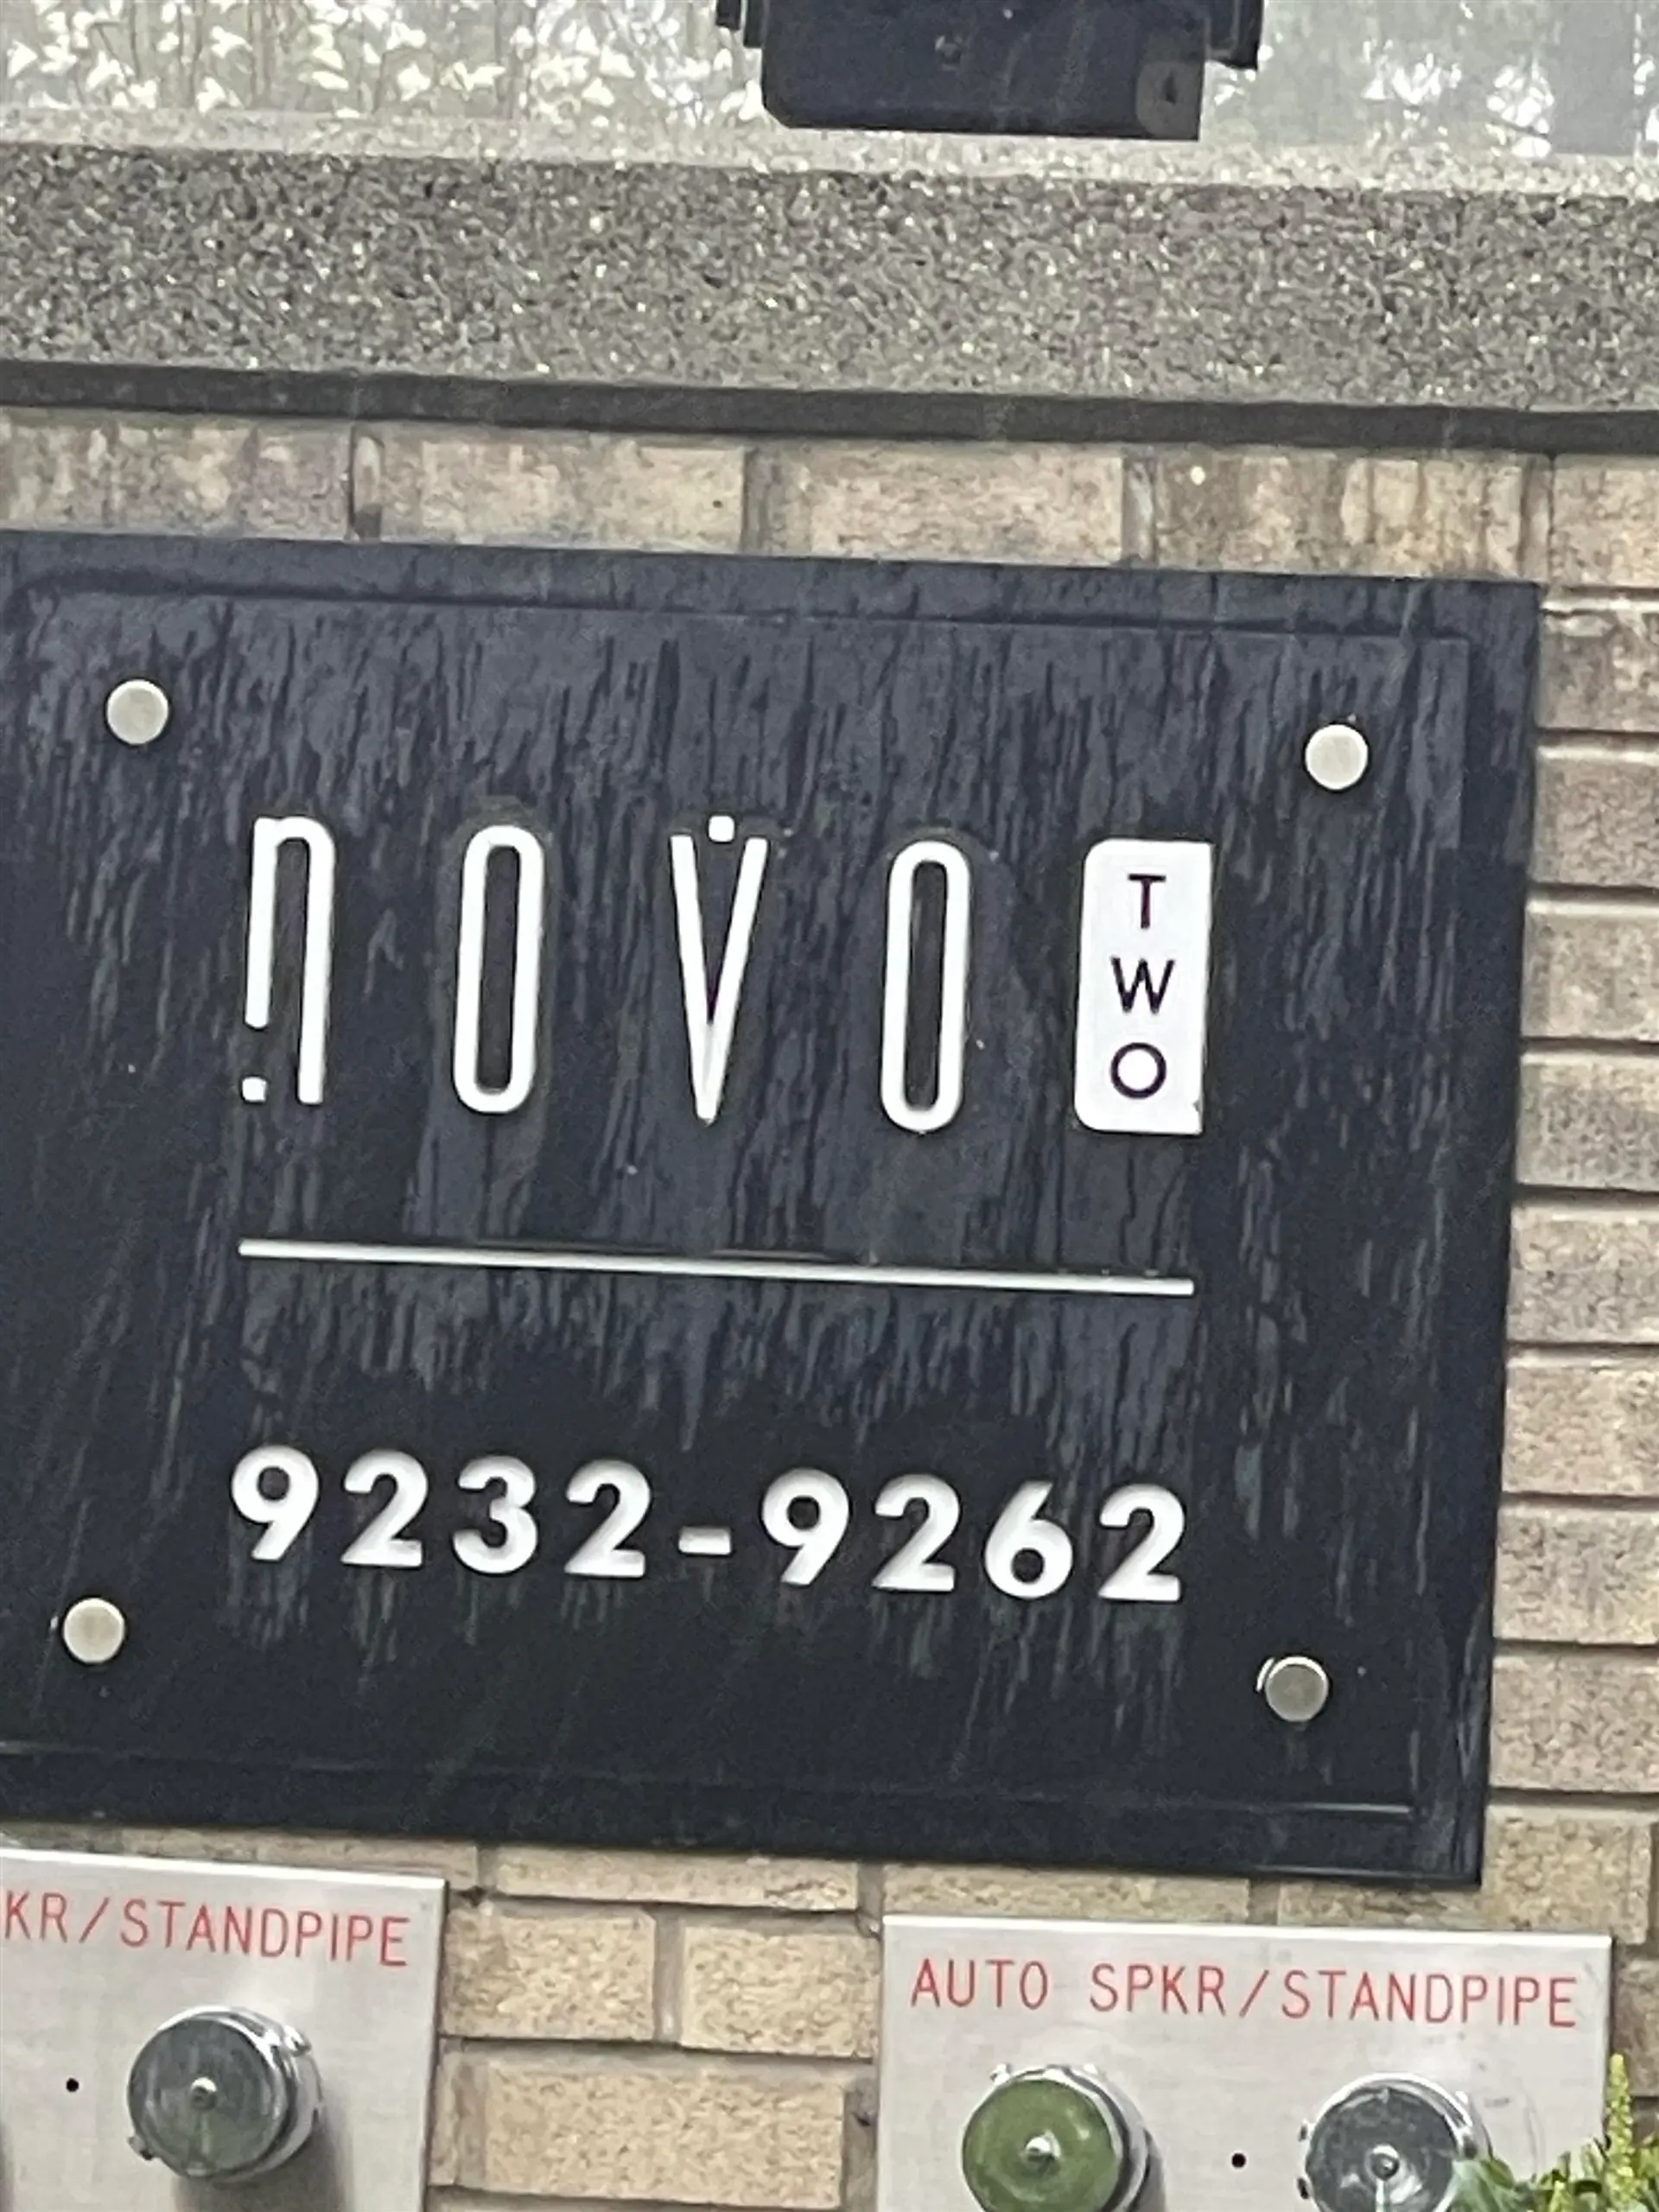 novo TWO
9232-9262
KR/STANDPIPE
AUTO SPKR/STANDPIPE